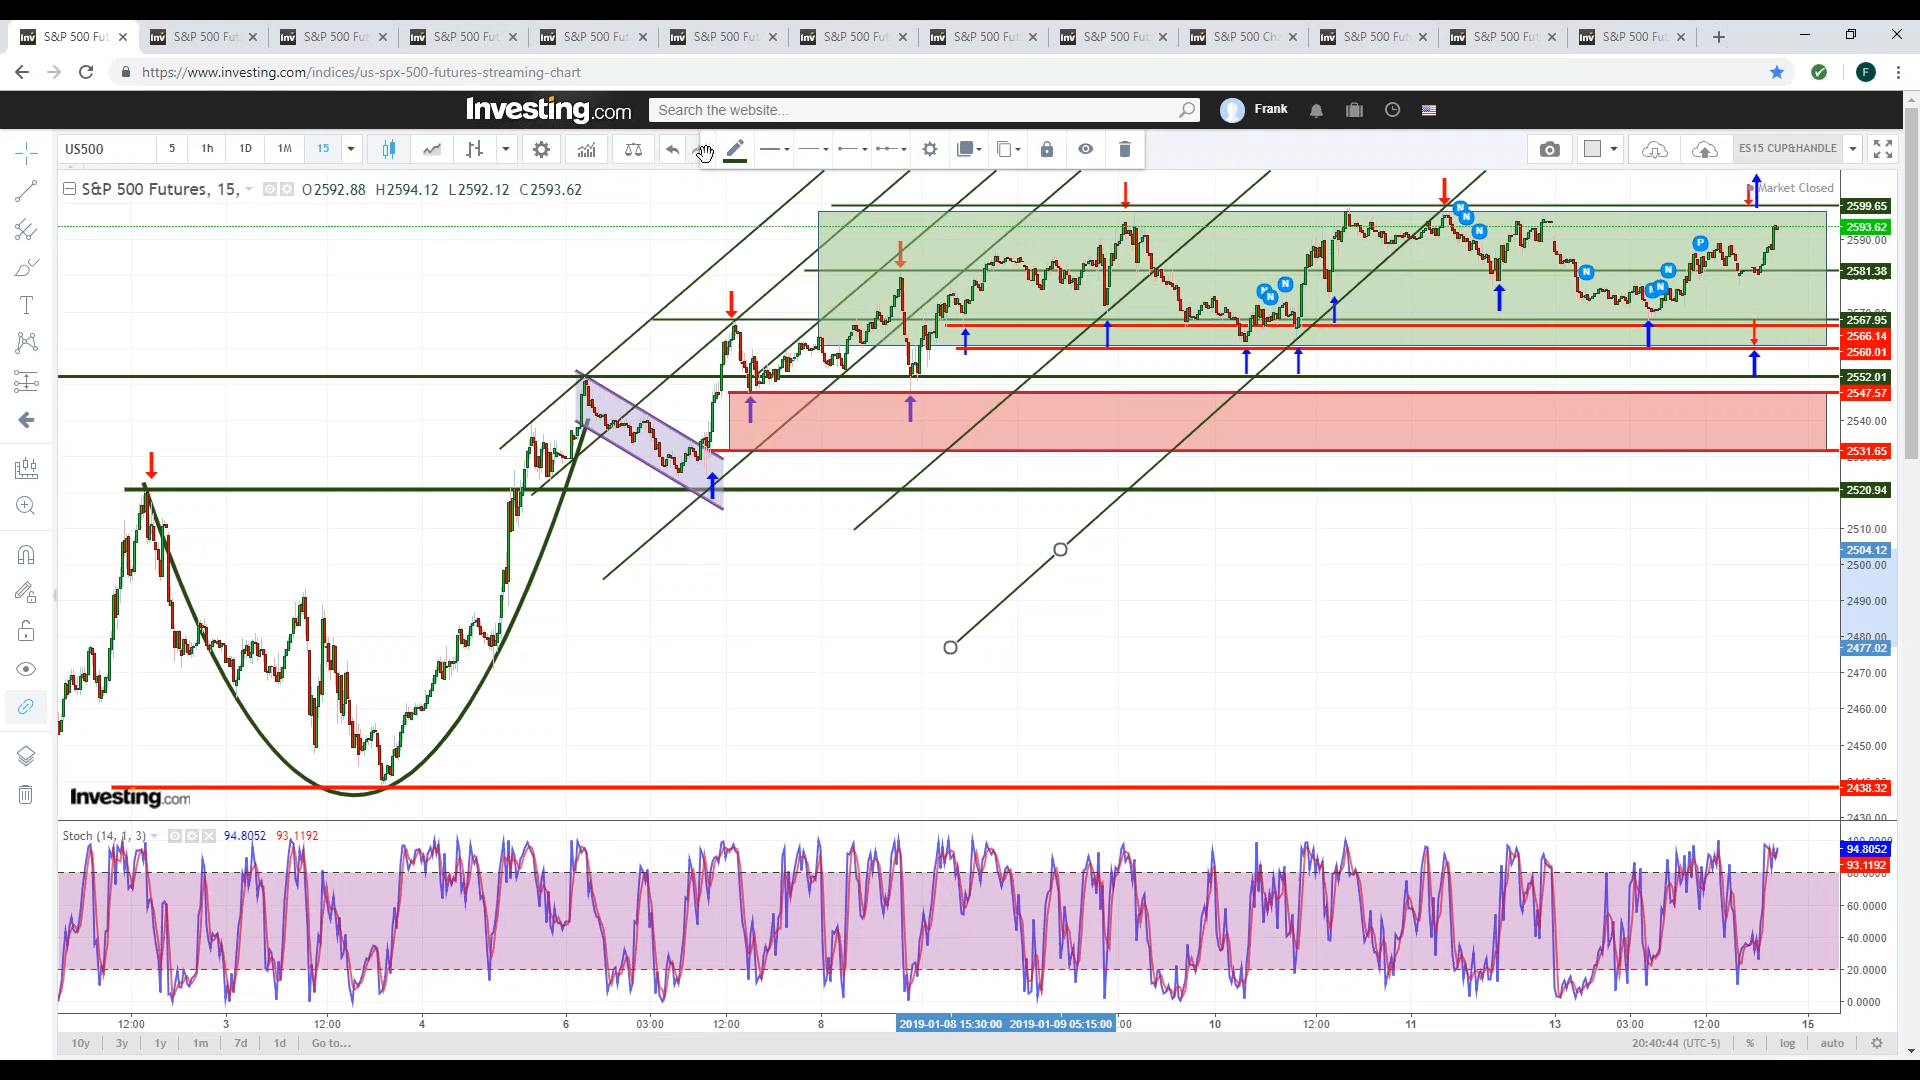 S&P 500 Fut S&P 500 Fut S&P 500 Fut S&P 500 Fut S&P 500 Fut S&P 500 Fut S&P 500 Fut S&P 500 Fut S&P 500 Fut S&P 500 Ch S&P 500 Fut S&P 500 Fut S&P 500 Fut
https://www.investing.com/indices/us-spx-500-futures-streaming-chart F
Investing.com Search the website... Frank
US500 5 1h 1D 1M 15 ES15 CUP&HANDLE
S&P 500 Futures, 15, O2592.88 H2594.12 L2592.12 C2593.62
Market Closed
2599.65
N
N
2593.62
N
2590.00
P
2581.38
N N
N N
N N
2567.95
2566.14
2560.01
2552.01
2547.57
2540.00
2531.65
2520.94
2510.00
2504.12
2500.00
2490.00
2480.00
2477.02
2470.00
2460.00
2450.00
2438.32
Investing.com
2430.00
Stoch (14, 1, 3) 94.8052 93.1192
100.0000
94.8052
93.1192
80.0000
60.0000
40.0000
20.0000
0.0000
12:00 3 12:00 4 6 03:00 12:00 8 2019-01-08 15:30:00 2019-01-09 05:15:00 :00 10 12:00 11 13 03:00 12:00 15
10y 3y 1y 1m 7d 1d Go to... 20:40:44 (UTC-5) % log auto